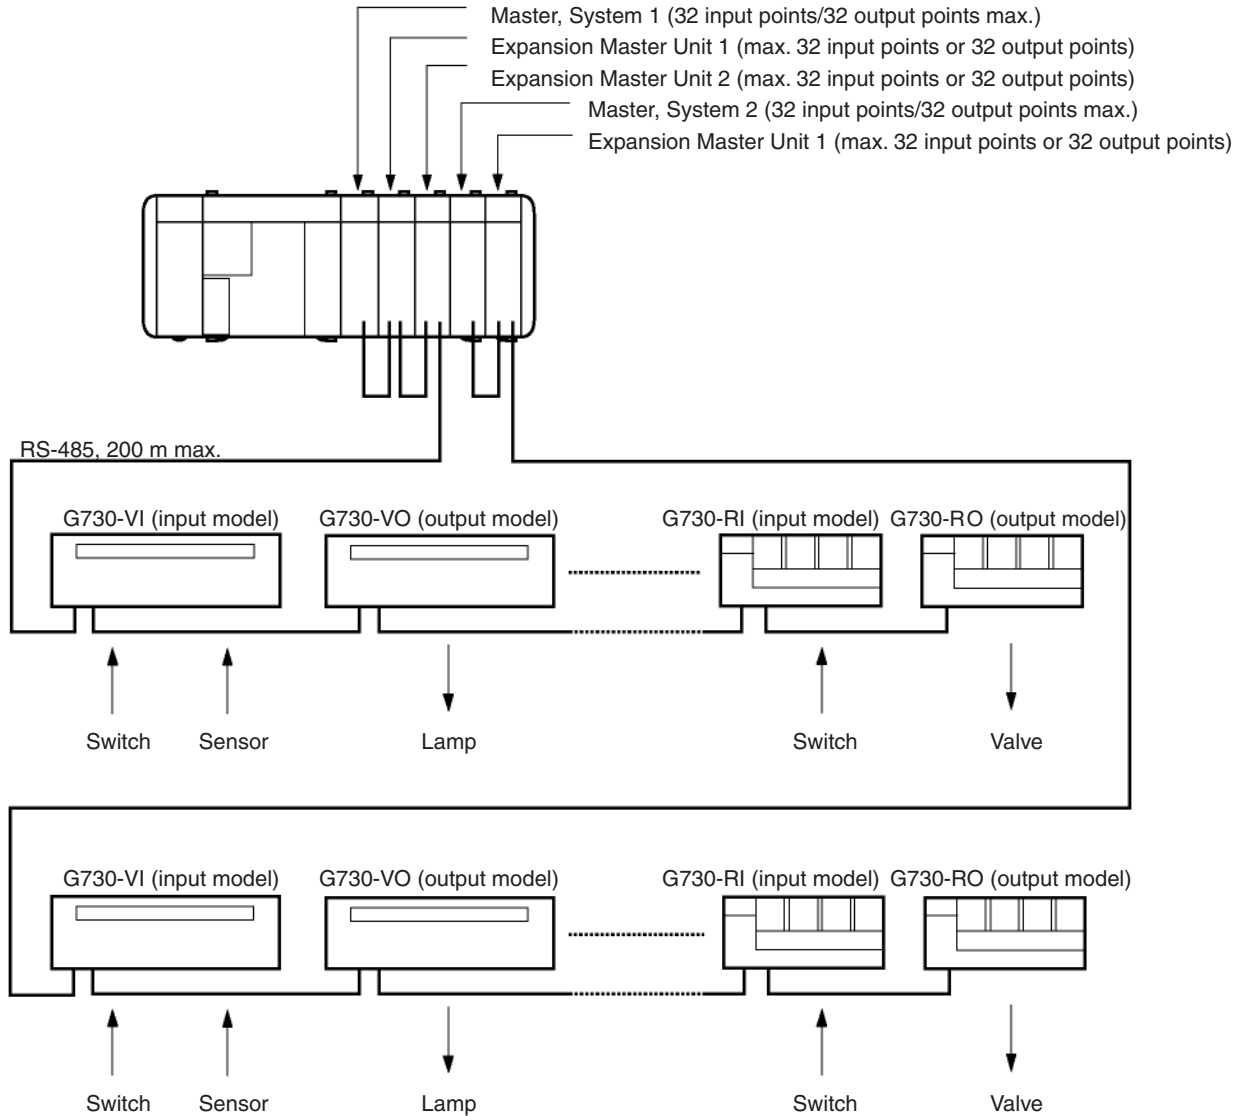 Master, System 1 (32 input points/32 output points max.)
Expansion Master Unit 1 (max. 32 input points or 32 output points)
Expansion Master Unit 2 (max. 32 input points or 32 output points)
Master, System 2 (32 input points/32 output points max.)
Expansion Master Unit 1 (max. 32 input points or 32 output points)
RS-485, 200 m max.
G730-VI (input model) G730-VO (output model) G730-RI (input model) G730-RO (output model)
Switch Sensor Lamp Switch Valve
G730-VI (input model) G730-VO (output model) G730-RI (input model) G730-RO (output model)
Switch Sensor Lamp Switch Valve